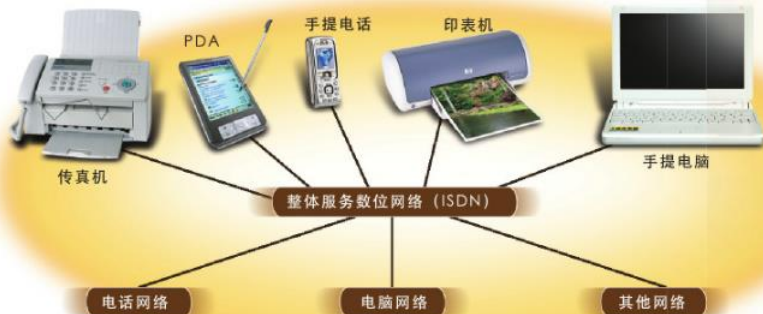 PDA
手提电话
印表机
传真机
手提电脑
整体服务数位网络 (ISDN)
电话网络
电脑网络
其他网络